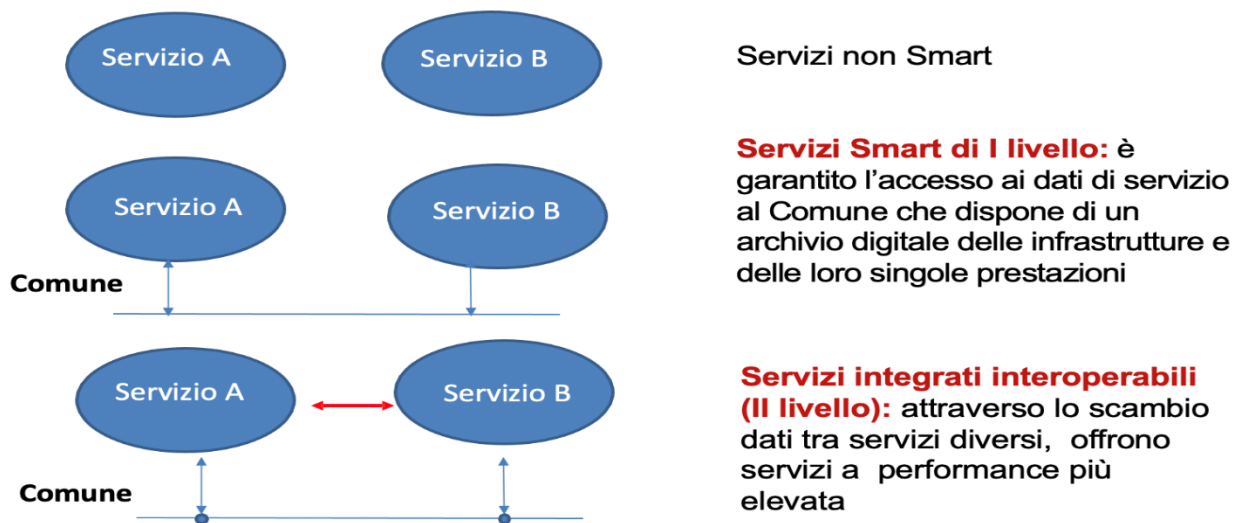 Servizio A
Servizio B
Servizi non Smart
Servizio A
Servizio B
Comune
Servizi Smart di I livello: è
garantito l'accesso ai dati di servizio
al Comune che dispone di un
archivio digitale delle infrastrutture e
delle loro singole prestazioni
Servizio A
Servizio B
Comune
Servizi integrati interoperabili
(II livello): attraverso lo scambio
dati tra servizi diversi, offrono
servizi a performance più
elevata